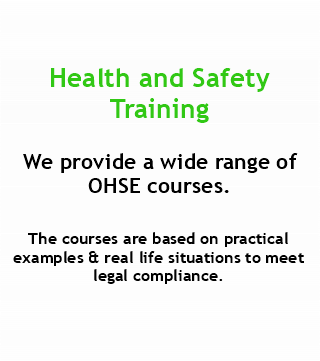 Health and Safety
Training
We provide a wide range of
OHSE courses.
The courses are based on practical
examples & real life situations to meet
legal compliance.